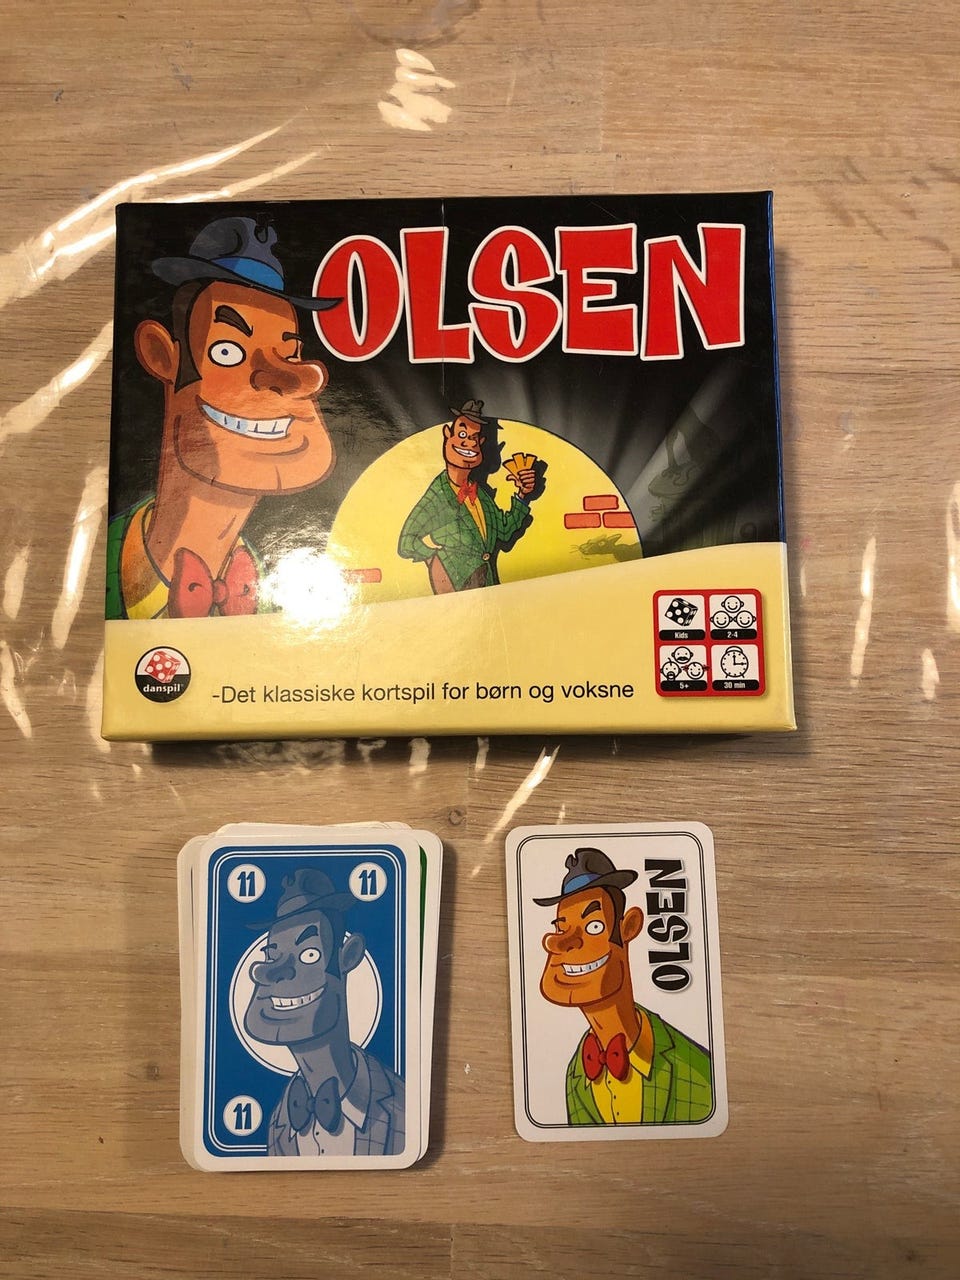 OLSEN
Kids
2-4
5+
30 min
danspil
-Det klassiske kortspil for børn og voksne
11
11
11
OLSEN